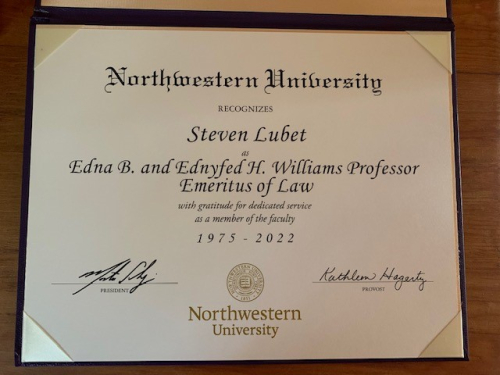 Northwestern University
RECOGNIZES
Steven Lubet
as
Edna B. and Ednyfed H. Williams Professor
Emeritus of Law
with gratitude for dedicated service
as a member of the faculty
1975 - 2022
PRESIDENT
Kathleen Hagerty
PROVOST
Northwestern
University